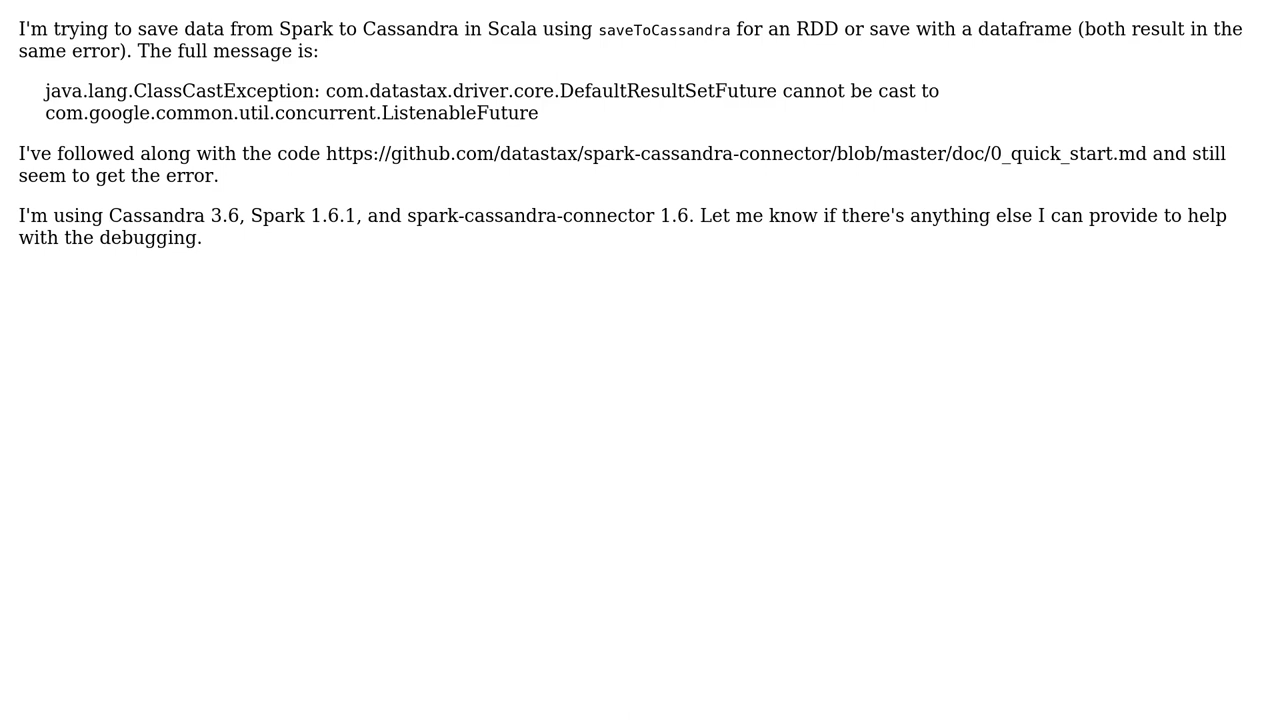 I'm trying to save data from Spark to Cassandra in Scala using saveToCassandra for an RDD or save with a dataframe (both result in the
same error). The full message is:
java.lang.ClassCastException: com.datastax.driver.core.DefaultResultSetFuture cannot be cast to
com.google.common.util.concurrent.ListenableFuture
I've followed along with the code https://github.com/datastax/spark-cassandra-connector/blob/master/doc/0_quick_start.md and still
seem to get the error.
I'm using Cassandra 3.6, Spark 1.6.1, and spark-cassandra-connector 1.6. Let me know if there's anything else I can provide to help
with the debugging.